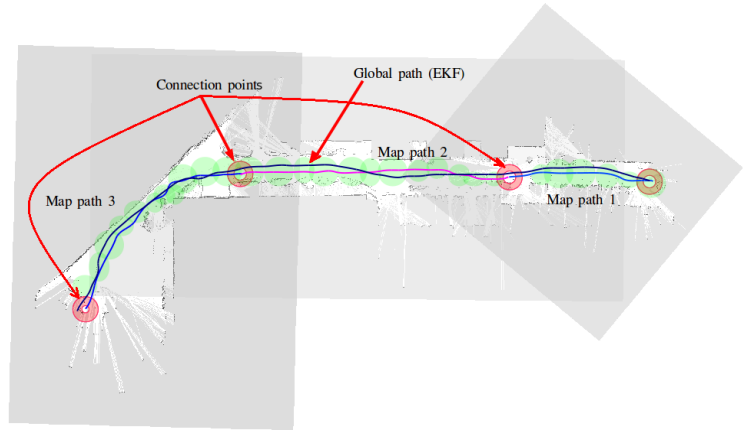 Global path (EKF)
Connection points
Map path 2
Map path 3
Map path 1